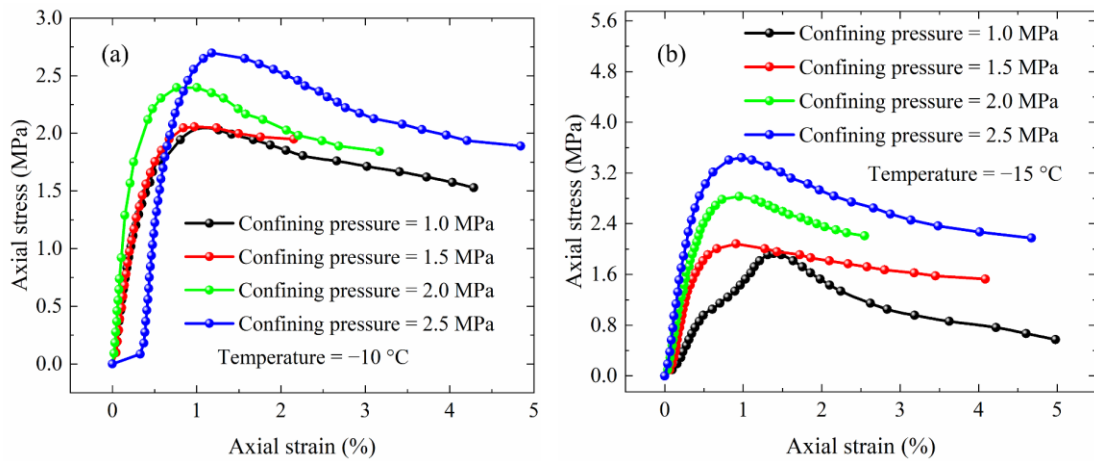 (a)
3.0
2.5
2.0
1.5
1.0
0.5
0.0
Axial stress (MPa)
Confining pressure = 1.0 MPa
Confining pressure = 1.5 MPa
Confining pressure = 2.0 MPa
Confining pressure = 2.5 MPa
Temperature = −10 °C
0 1 2 3 4 5
Axial strain (%)
(b)
5.6
4.8
4.0
3.2
2.4
1.6
0.8
0.0
Axial stress (MPa)
Confining pressure = 1.0 MPa
Confining pressure = 1.5 MPa
Confining pressure = 2.0 MPa
Confining pressure = 2.5 MPa
Temperature = −15 °C
0 1 2 3 4 5
Axial strain (%)